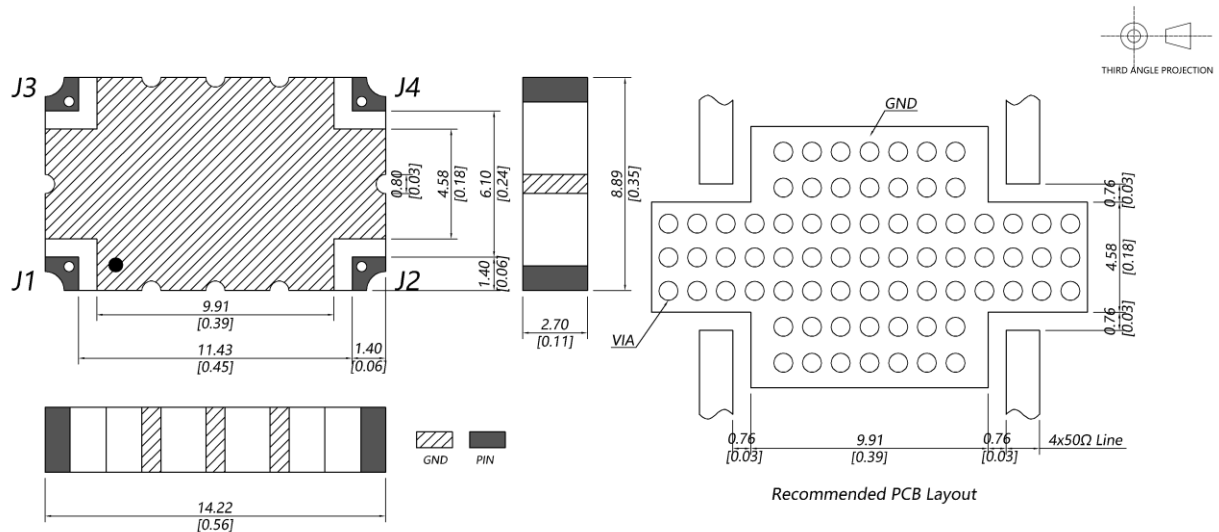 THIRD ANGLE PROJECTION
J3
J4
J1
J2
0.80
[0.03]
4.58
[0.18]
6.10
[0.24]
1.40
[0.06]
9.91
[0.39]
11.43
[0.45]
1.40
[0.06]
8.89
[0.35]
2.70
[0.11]
14.22
[0.56]
GND
PIN
GND
VIA
0.76
[0.03]
4.58
[0.18]
0.76
[0.03]
0.76
[0.03]
9.91
[0.39]
0.76
[0.03]
4x50Ω Line
Recommended PCB Layout